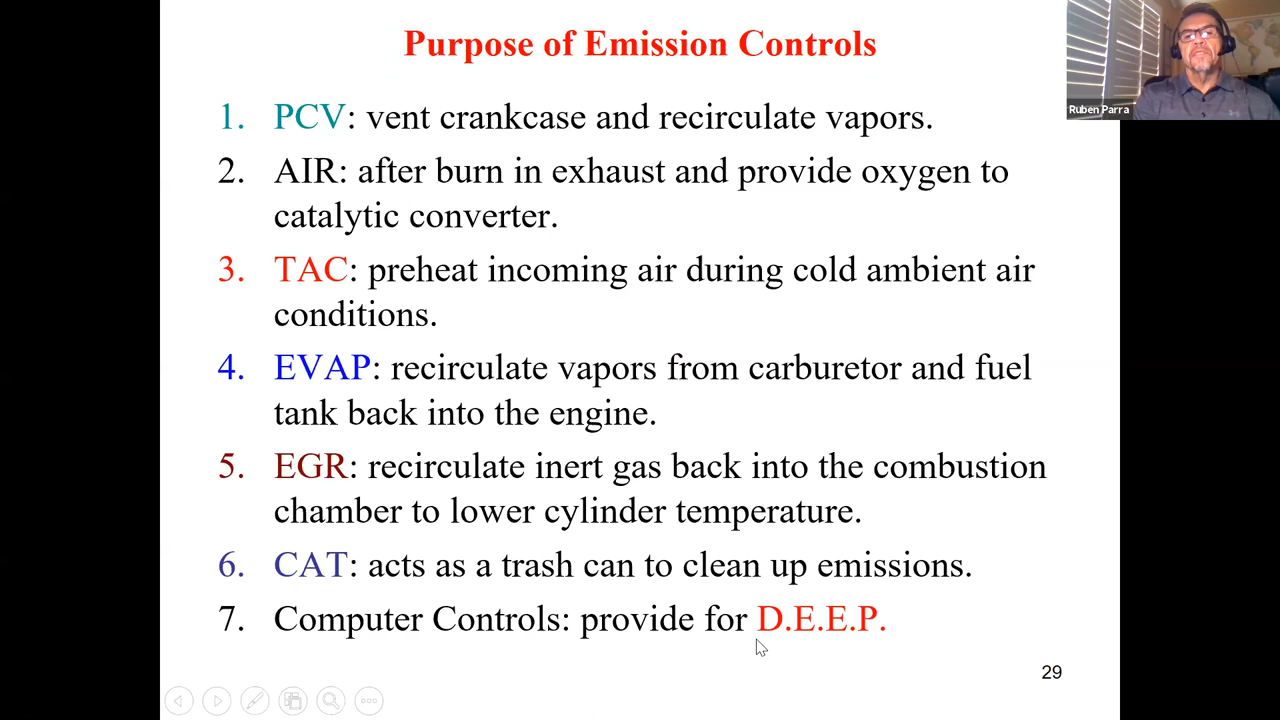 Purpose of Emission Controls
1. PCV: vent crankcase and recirculate vapors.
2. AIR: after burn in exhaust and provide oxygen to
catalytic converter.
3. TAC: preheat incoming air during cold ambient air
conditions.
4. EVAP: recirculate vapors from carburetor and fuel
tank back into the engine.
5. EGR: recirculate inert gas back into the combustion
chamber to lower cylinder temperature.
6. CAT: acts as a trash can to clean up emissions.
7. Computer Controls: provide for D.E.E.P.
29
Ruben Parra